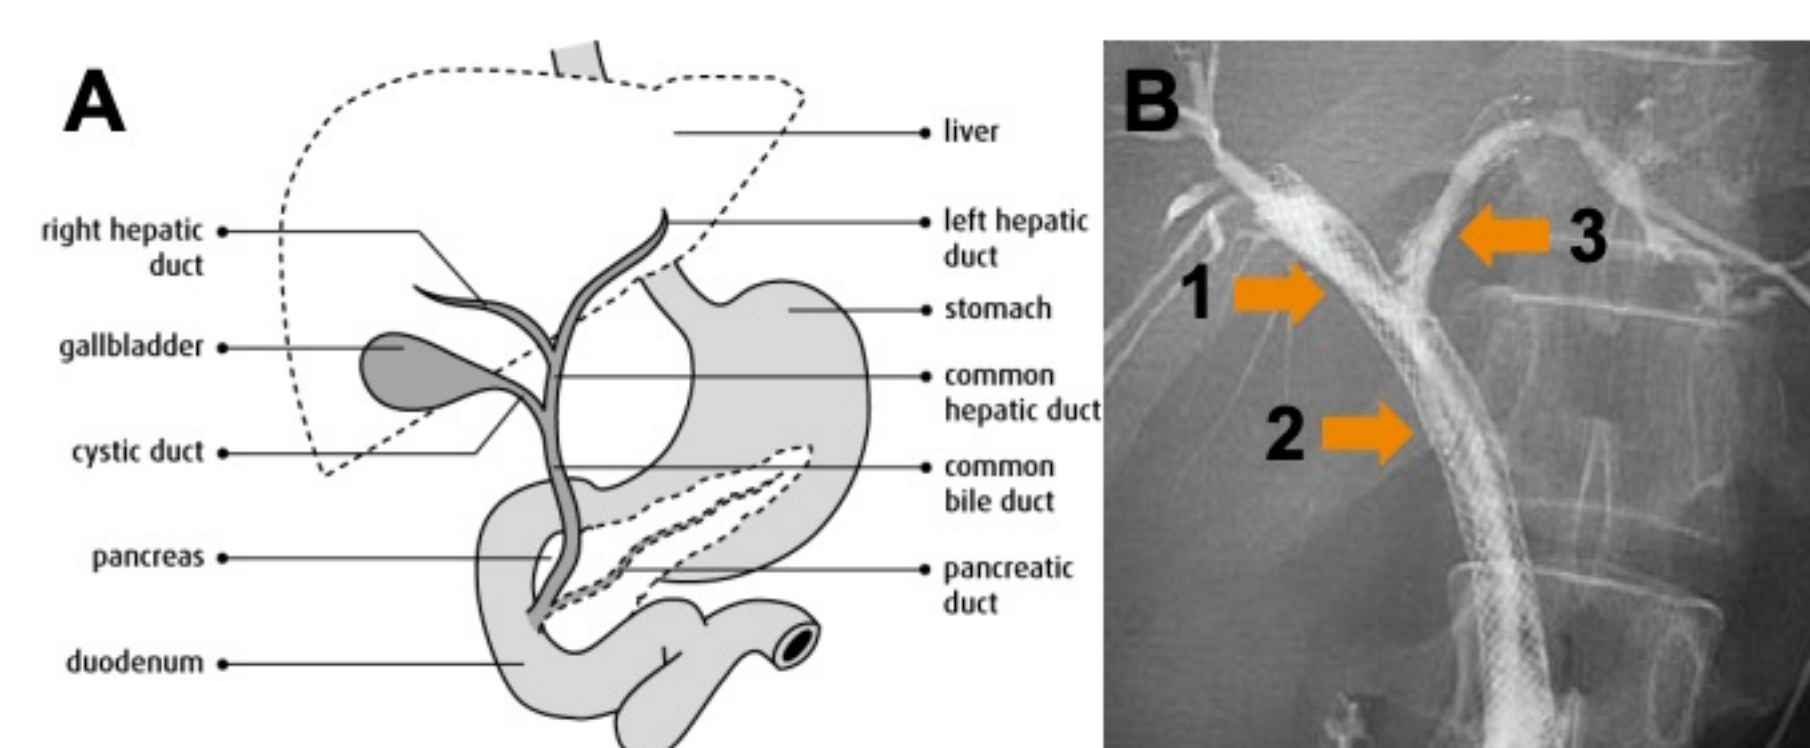 A
right hepatic
duct
gallbladder
cystic duct
pancreas
duodenum
liver
left hepatic
duct
stomach
common
hepatic duct
common
bile duct
pancreatic
duct
B
1
2
3